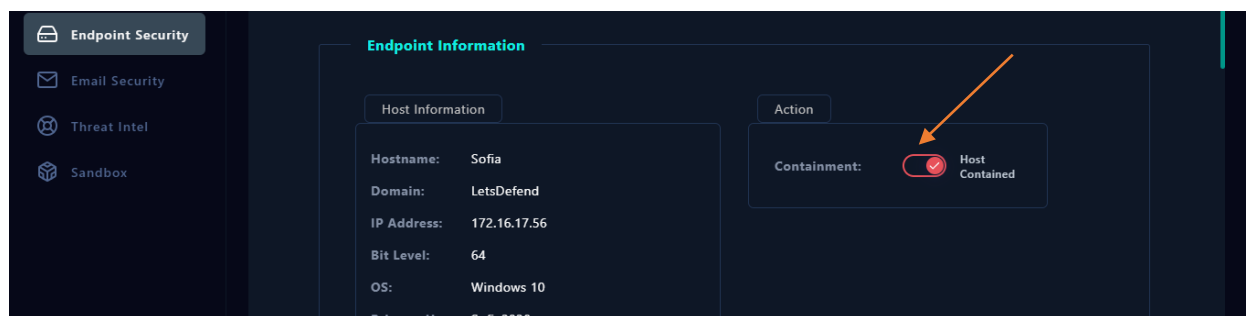 Endpoint Security
Email Security
Threat Intel
Sandbox
Endpoint Information
Host Information
Hostname: Sofia
Domain: LetsDefend
IP Address: 172.16.17.56
Bit Level: 64
OS: Windows 10
Action
Containment: Host
Contained